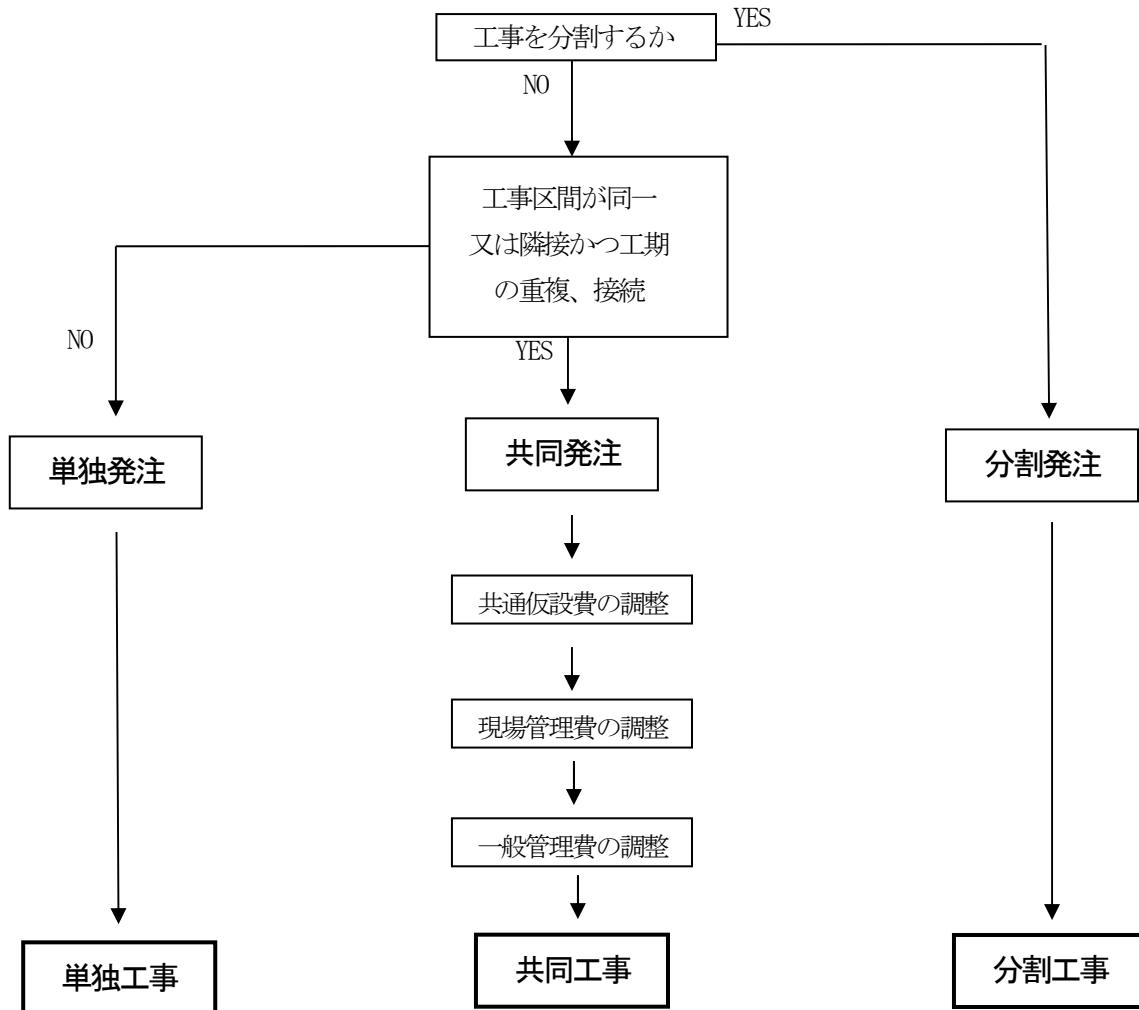 工事を分割するか
YES
NO
工事区間が同一
又は隣接かつ工期
の重複、接続
NO
YES
単独発注
共同発注
分割発注
共通仮設費の調整
現場管理費の調整
一般管理費の調整
単独工事
共同工事
分割工事